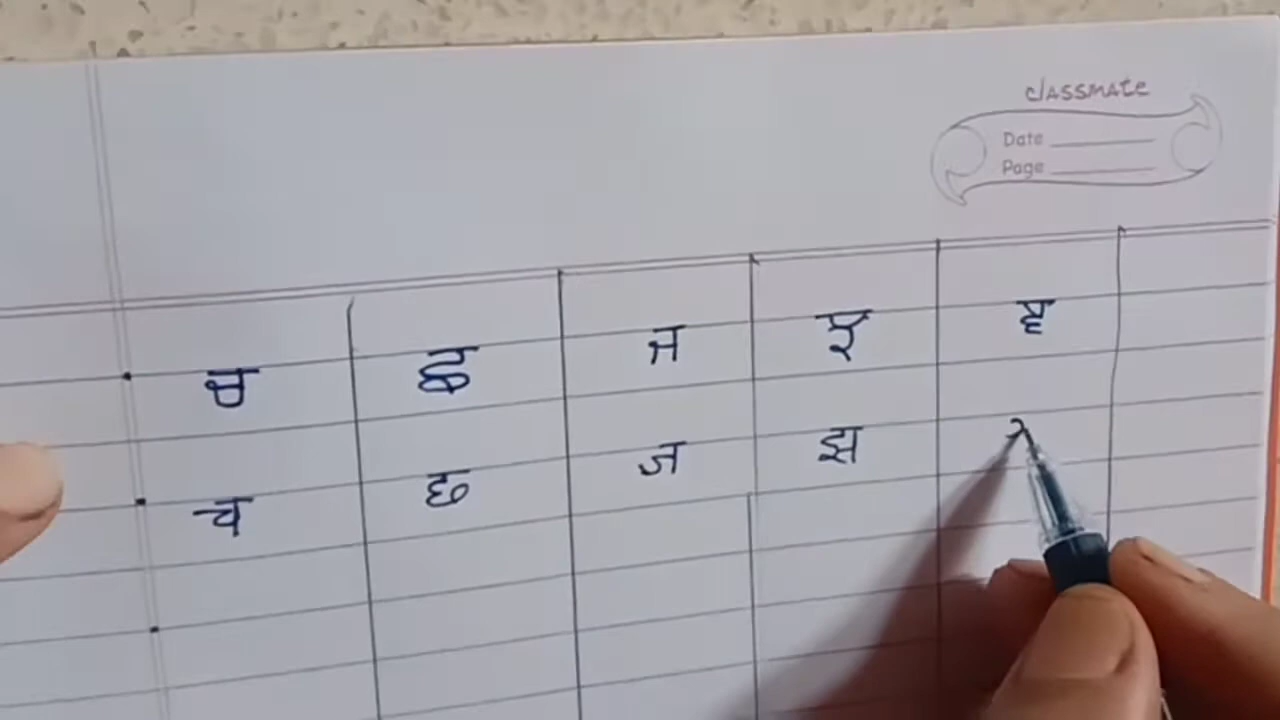 classmate
Date
Page
ਚ ਛ ਜ ਝ ਞ
च छ ज झ